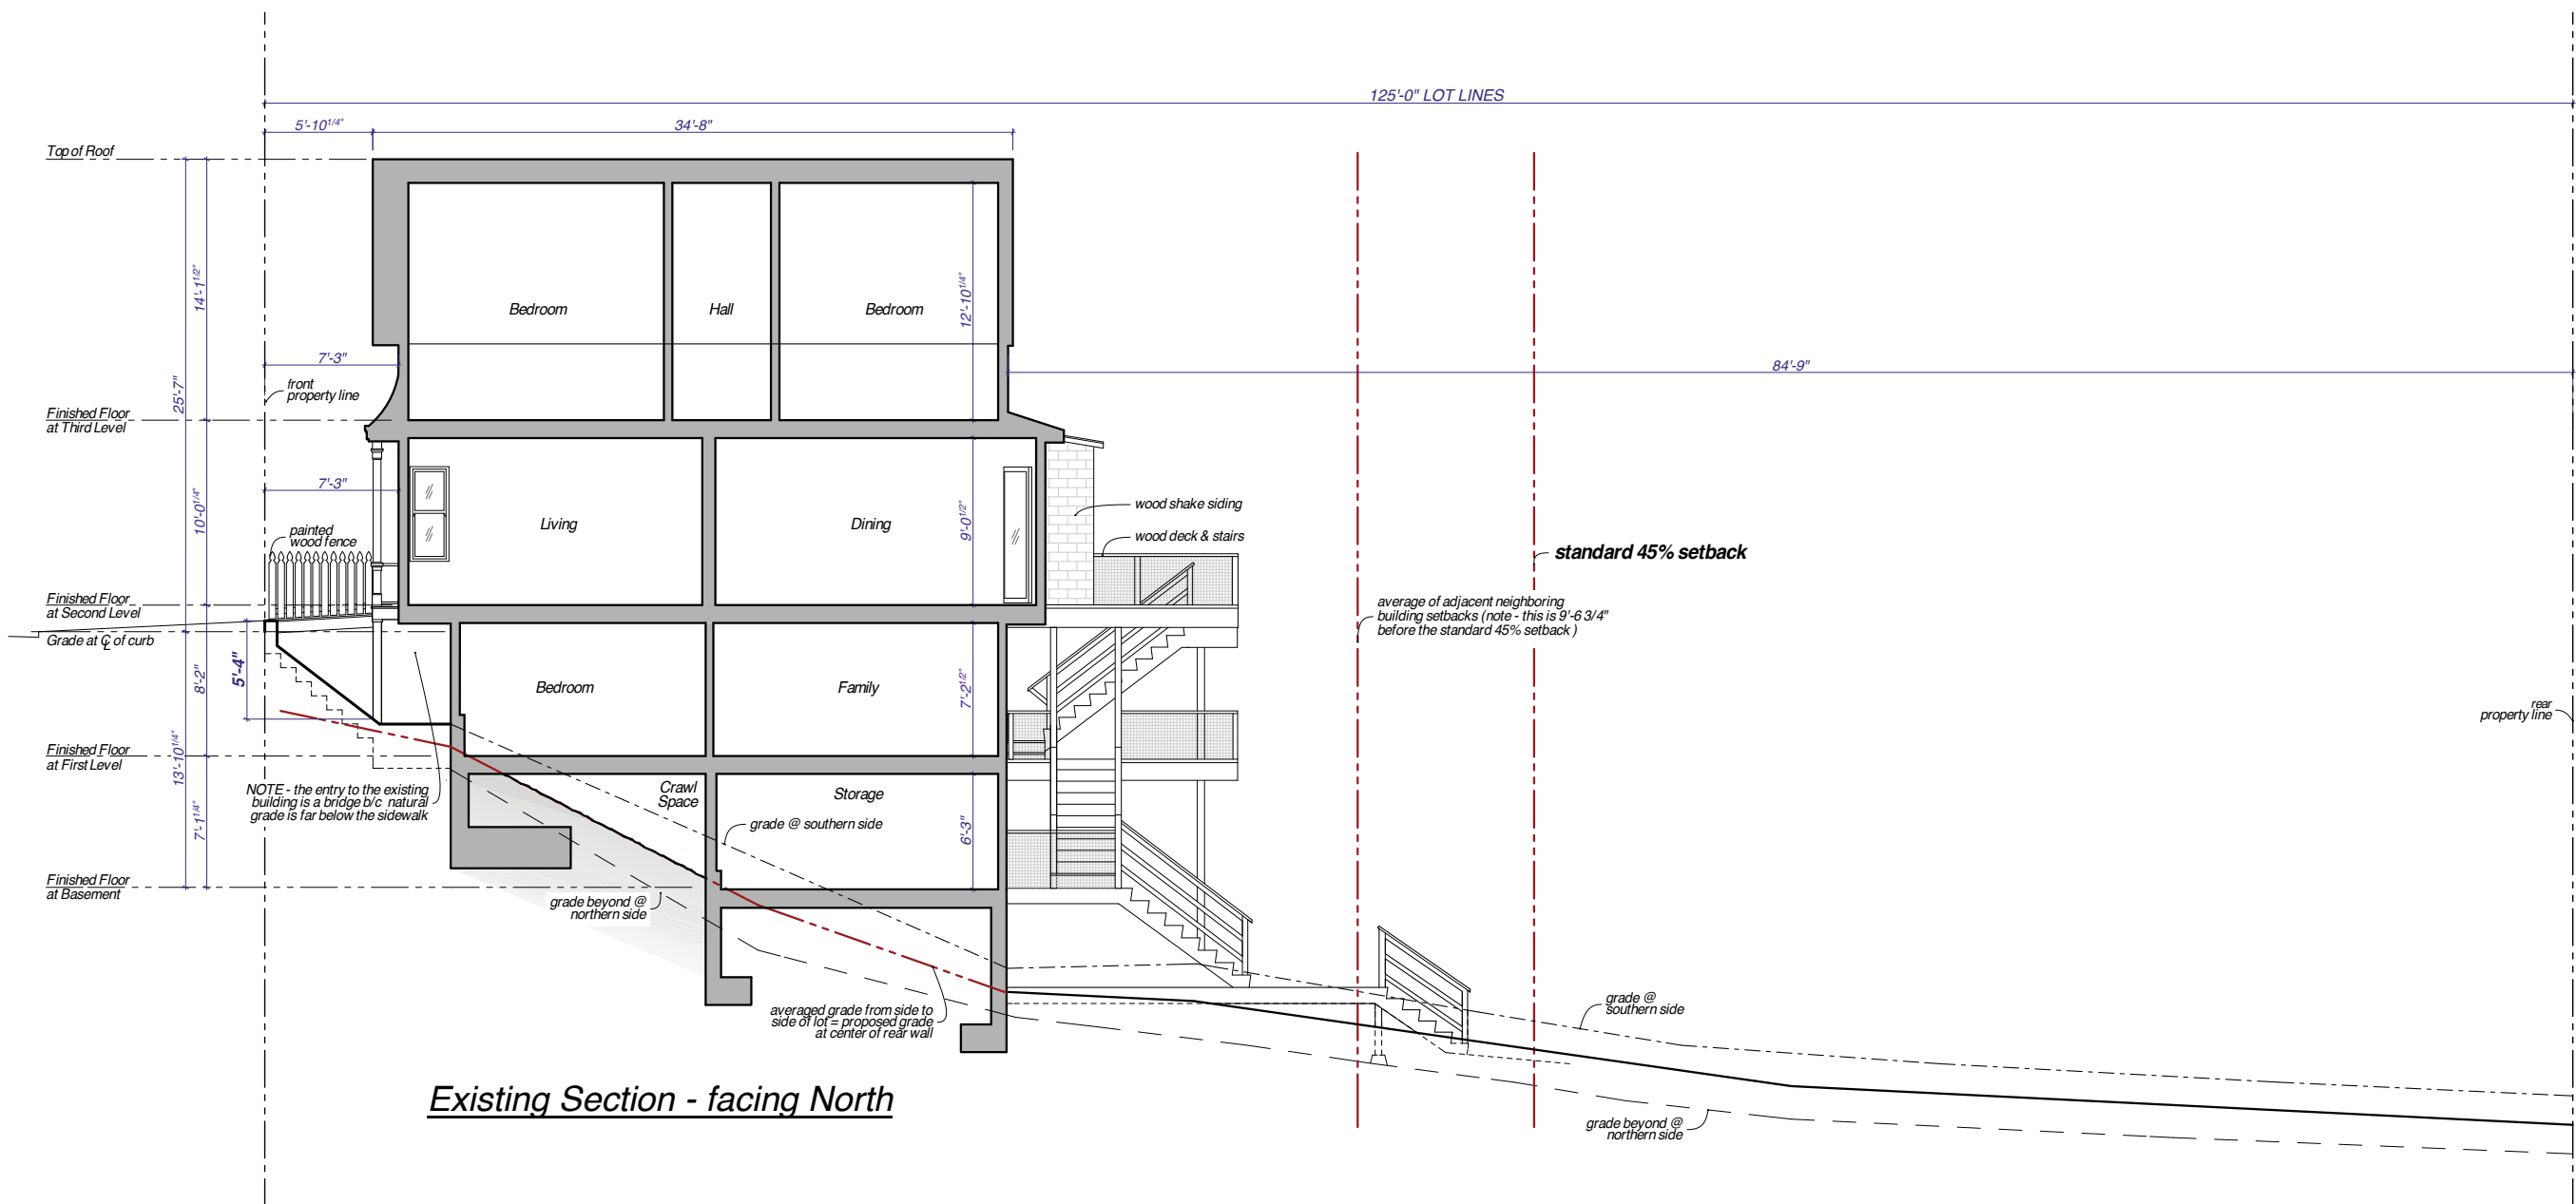 125'-0" LOT LINES
5'-10 1/4"
34'-8"
Top of Roof
14'-1 1/2"
12'-10 1/4"
Bedroom
Hall
Bedroom
7'-3"
84'-9"
25'-7"
front
property line
Finished Floor
at Third Level
7'-3"
10'-0 1/4"
9'-0 1/2"
Living
Dining
wood shake siding
painted
wood fence
wood deck & stairs
standard 45% setback
Finished Floor
at Second Level
average of adjacent neighboring
building setbacks (note - this is 9'-6 3/4"
before the standard 45% setback )
Grade at ℄ of curb
5'-4"
8'-2"
Bedroom
Family
7'-2 1/2"
rear
property line
Finished Floor
at First Level
13'-10 1/4"
NOTE - the entry to the existing
building is a bridge b/c natural
grade is far below the sidewalk
Crawl
Space
Storage
7'-1 1/4"
grade @ southern side
6'-3"
Finished Floor
at Basement
grade beyond @
northern side
averaged grade from side to
side of lot = proposed grade
at center of rear wall
grade @
southern side
Existing Section - facing North
grade beyond @
northern side